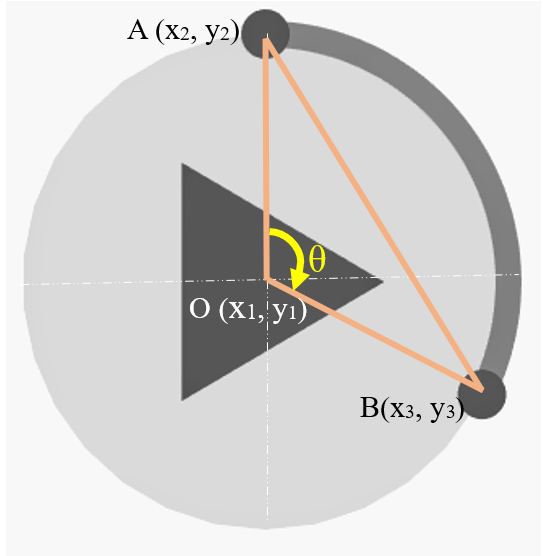 A (x₂, y₂)
θ
O (x₁, y₁)
B(x₃, y₃)